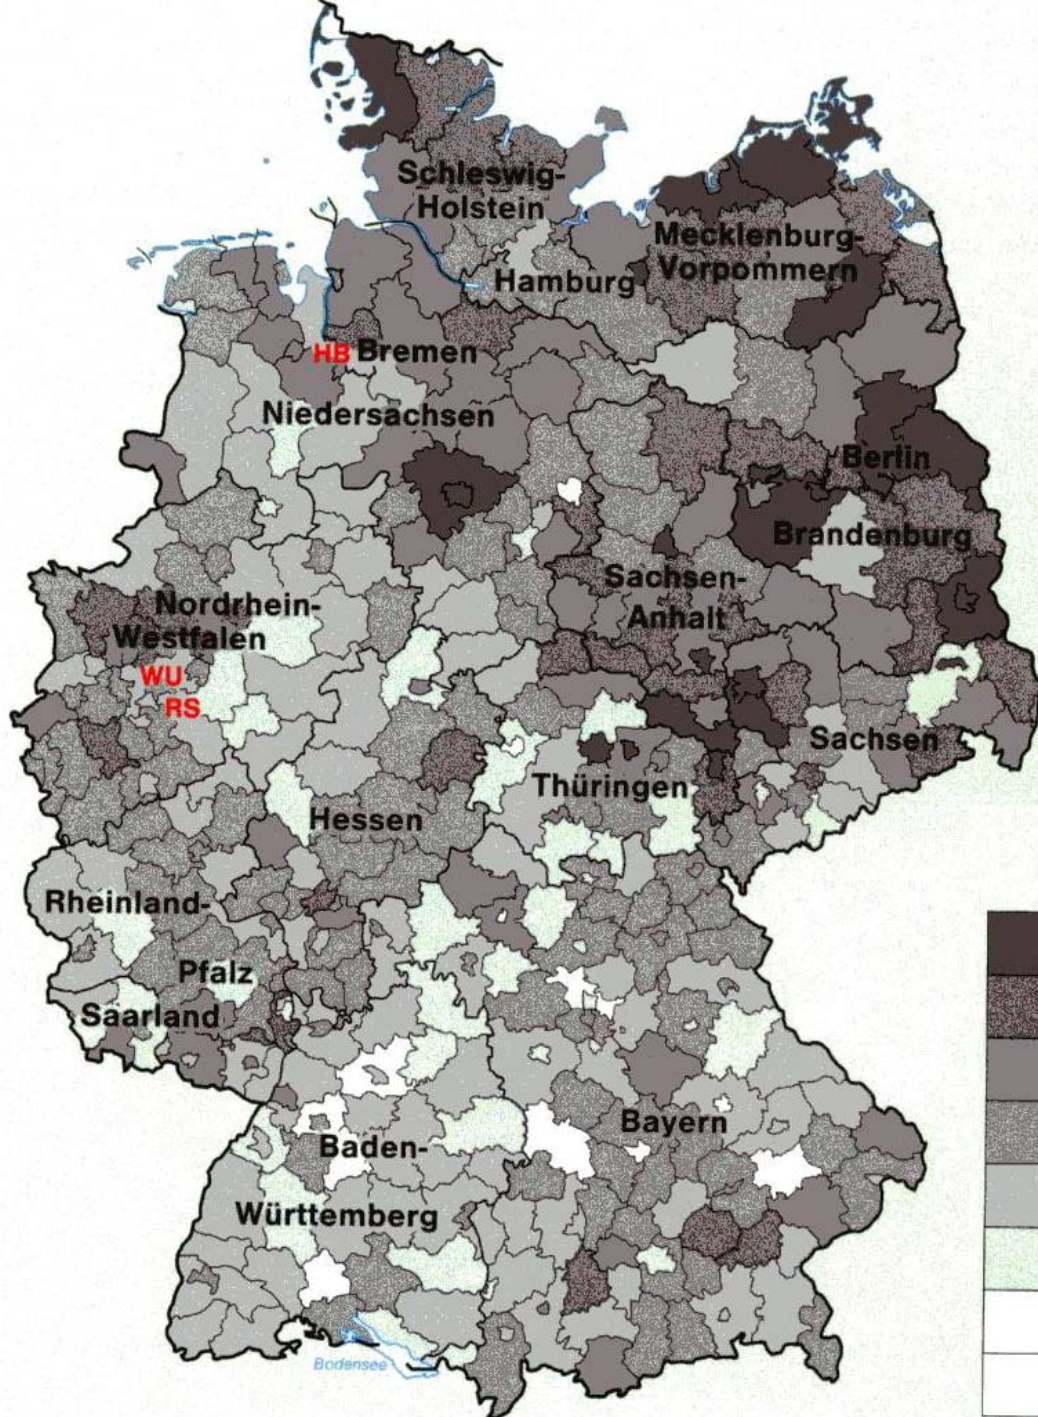 Schleswig-
Holstein
Mecklenburg-
Vorpommern
Hamburg
HB Bremen
Niedersachsen
Berlin
Brandenburg
Sachsen-
Anhalt
Nordrhein-
Westfalen
WU
RS
Sachsen
Thüringen
Hessen
Rheinland-
Pfalz
Saarland
Bayern
Baden-
Württemberg
Bodensee